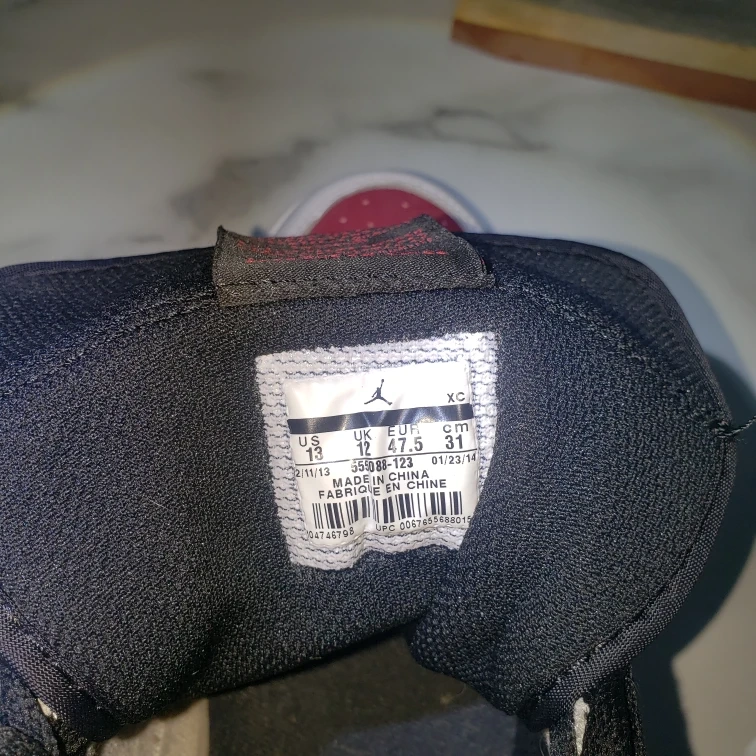 XC
US UK EUR cm
13 12 47.5 31
2/11/13 555088-123 01/23/14
MADE IN CHINA
FABRIQUE EN CHINE
04746798 UPC 0067655688015